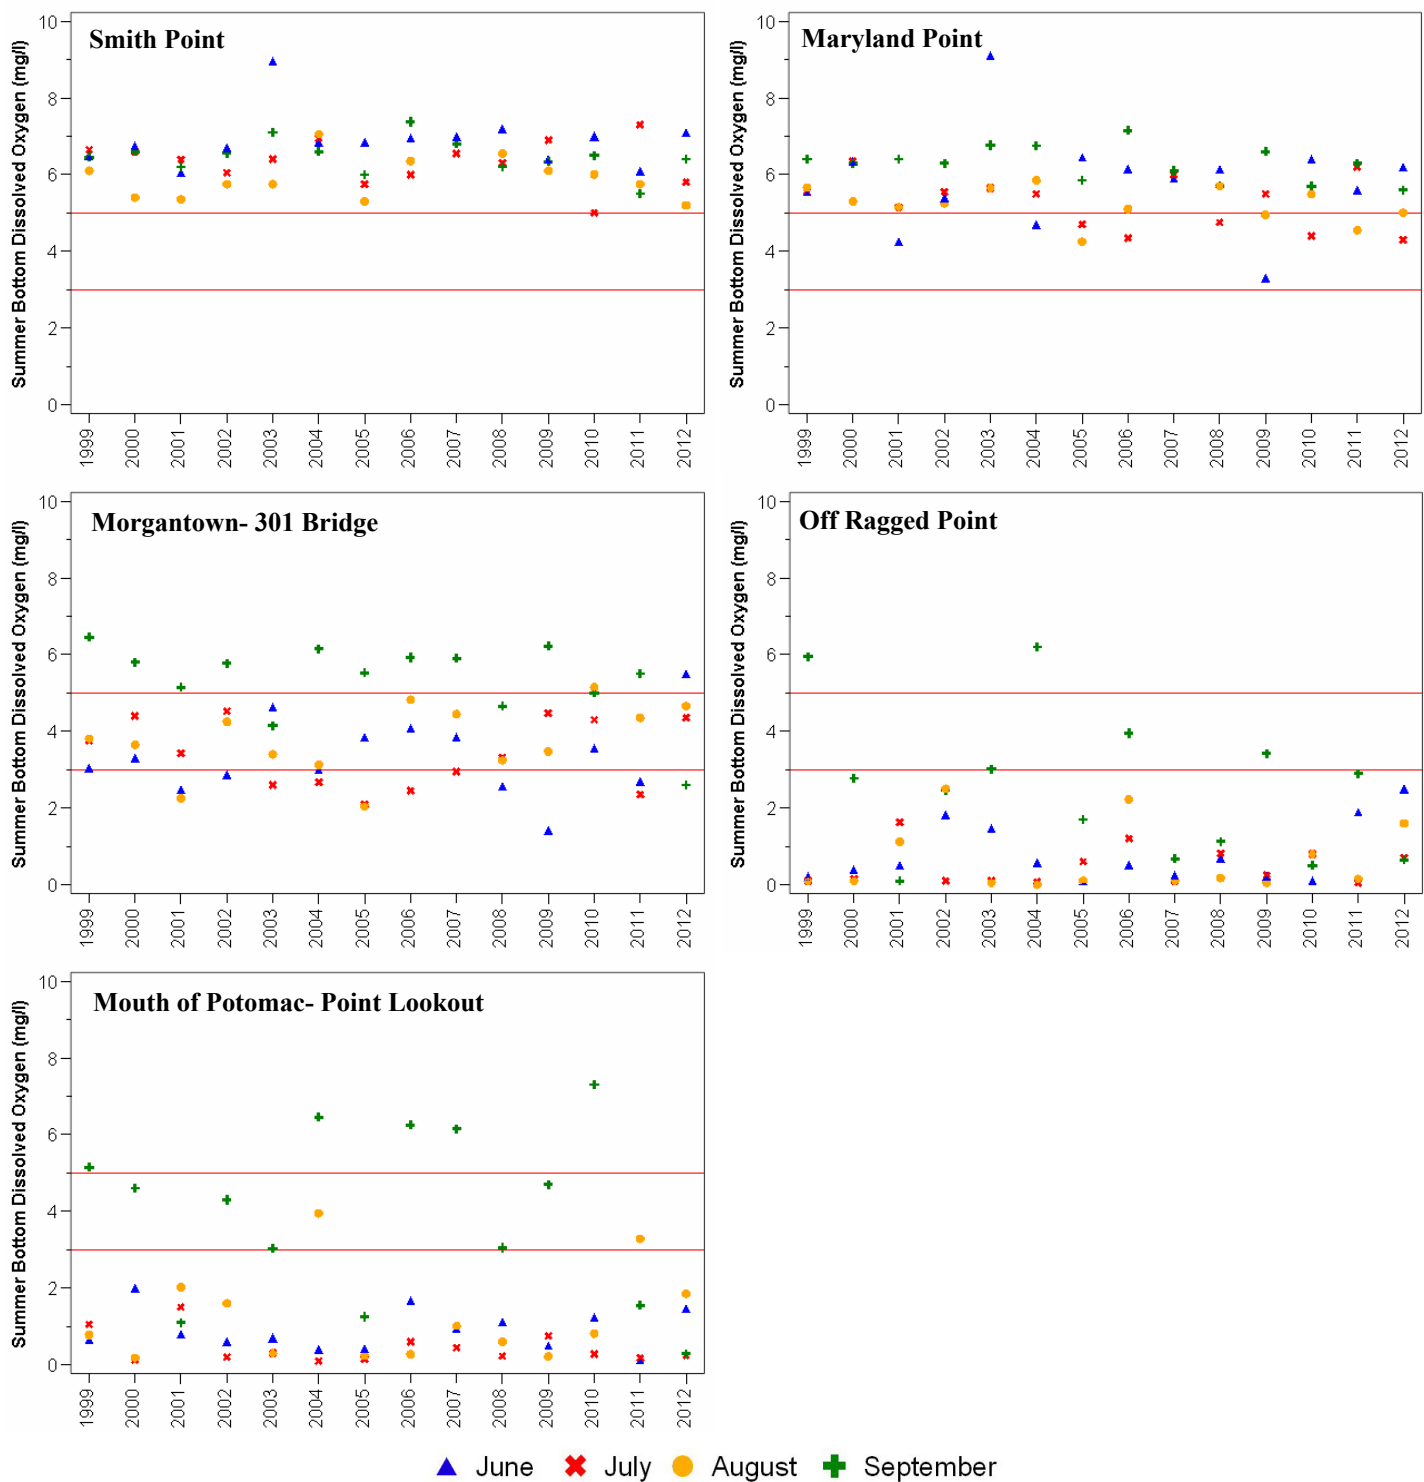 Smith Point
Summer Bottom Dissolved Oxygen (mg/l)
10
8
6
4
2
0
1999 2000 2001 2002 2003 2004 2005 2006 2007 2008 2009 2010 2011 2012
Maryland Point
Summer Bottom Dissolved Oxygen (mg/l)
10
8
6
4
2
0
1999 2000 2001 2002 2003 2004 2005 2006 2007 2008 2009 2010 2011 2012
Morgantown- 301 Bridge
Summer Bottom Dissolved Oxygen (mg/l)
10
8
6
4
2
0
1999 2000 2001 2002 2003 2004 2005 2006 2007 2008 2009 2010 2011 2012
Off Ragged Point
Summer Bottom Dissolved Oxygen (mg/l)
10
8
6
4
2
0
1999 2000 2001 2002 2003 2004 2005 2006 2007 2008 2009 2010 2011 2012
Mouth of Potomac- Point Lookout
Summer Bottom Dissolved Oxygen (mg/l)
10
8
6
4
2
0
1999 2000 2001 2002 2003 2004 2005 2006 2007 2008 2009 2010 2011 2012
June July August September